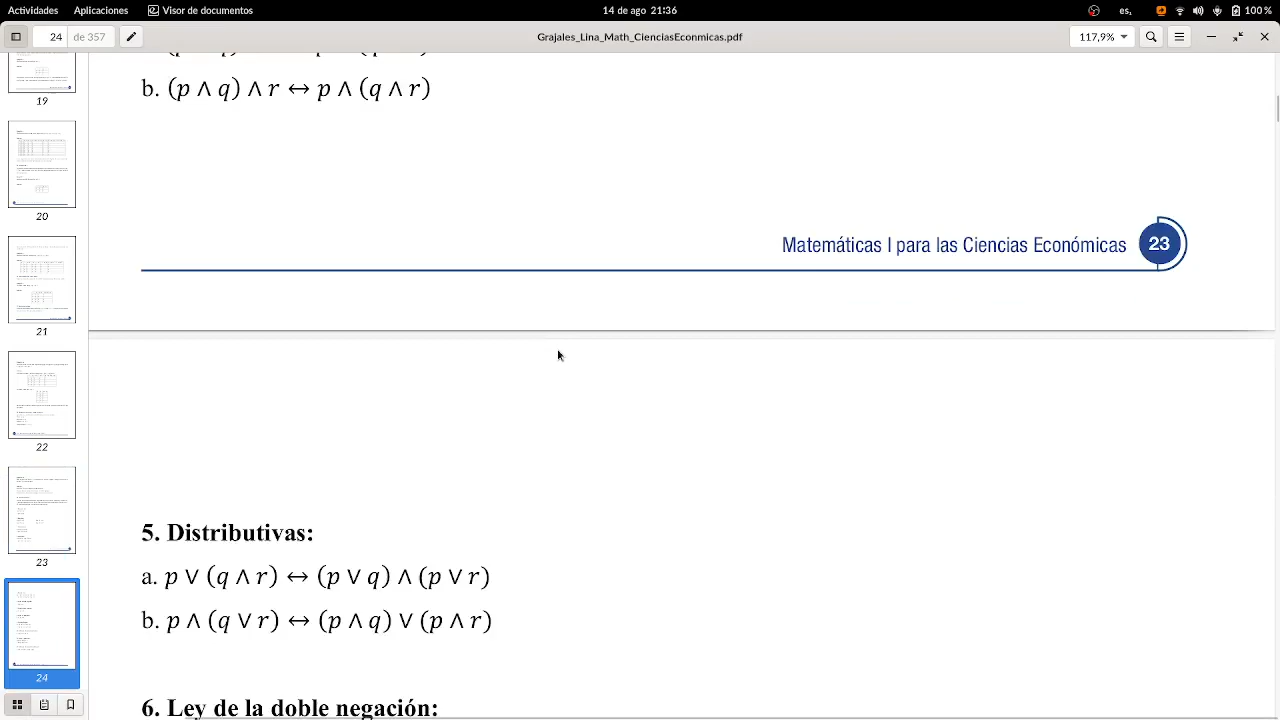 Actividades Aplicaciones Visor de documentos 14 de ago 21:36 es, 100 %
24 de 357 Grajales_Lina_Math_CienciasEconmicas.pdf 117,9%
b. (p ∧ q) ∧ r ↔ p ∧ (q ∧ r)
Matemáticas I para las Ciencias Económicas 23
5. Distributivas:
a. p ∨ (q ∧ r) ↔ (p ∨ q) ∧ (p ∨ r)
b. p ∧ (q ∨ r) ↔ (p ∧ q) ∨ (p ∧ r)
6. Ley de la doble negación:
19
20
21
22
23
24